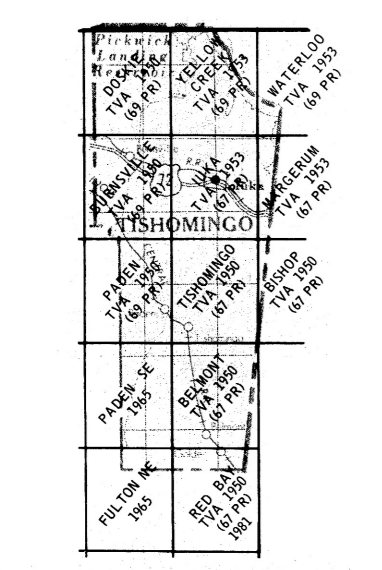 Pickwick
Landing
Reservoir
DOSKIE
TVA 1950
(69 PR)
YELLOW
CREEK
TVA 1953
(69 PR)
WATERLOO
TVA 1953
(69 PR)
BURNSVILLE
TVA 1950
(69 PR)
R.R.
72
IUKA
TVA 1953
(67 PR)
Iuka
MARGERUM
TVA 1953
(67 PR)
TISHOMINGO
PADEN
TVA 1950
(69 PR)
TISHOMINGO
TVA 1950
(67 PR)
BISHOP
TVA 1950
(67 PR)
PADEN SE
1965
BELMONT
TVA 1950
(67 PR)
FULTON NE
1965
RED BAY
TVA 1950
(67 PR)
1981